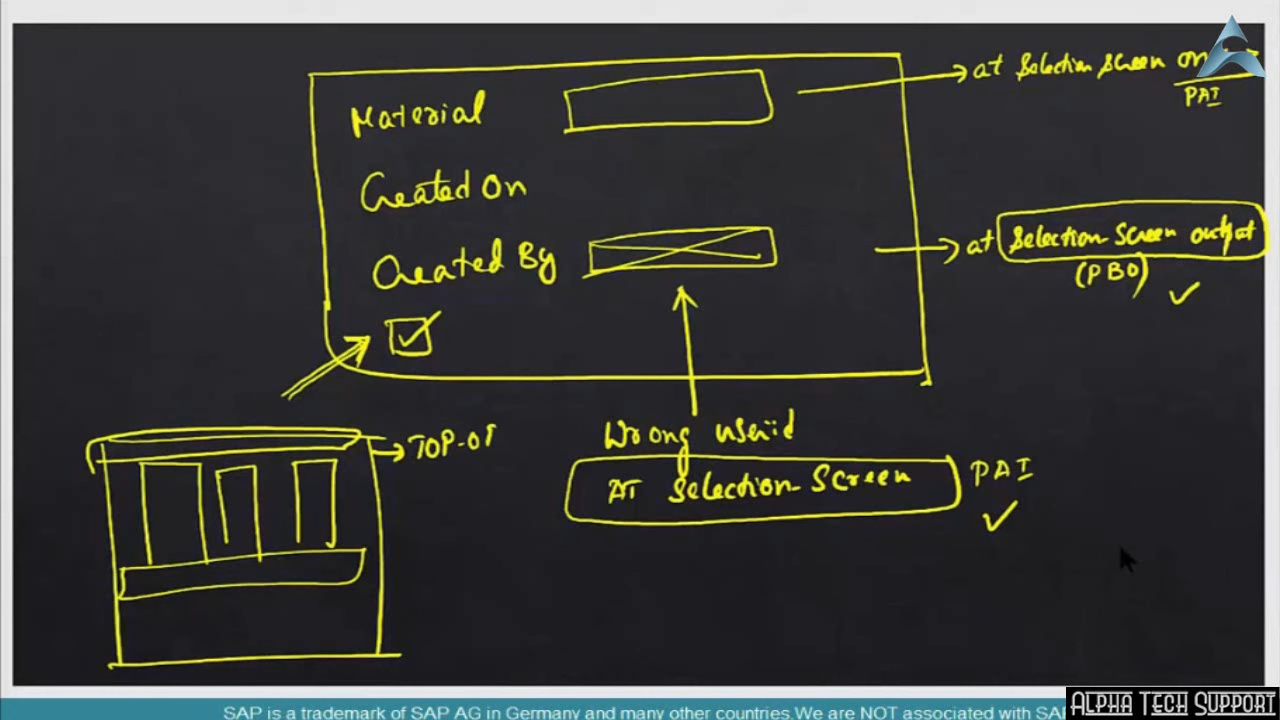 at Selection Screen on
PAI
Material
Created On
Created By
at Selection-Screen output
(PBO)
Wrong userid
AT Selection-Screen
PAI
TOP-OF
SAP is a trademark of SAP AG in Germany and many other countries.We are NOT associated with SAP
ALPHA TECH SUPPORT